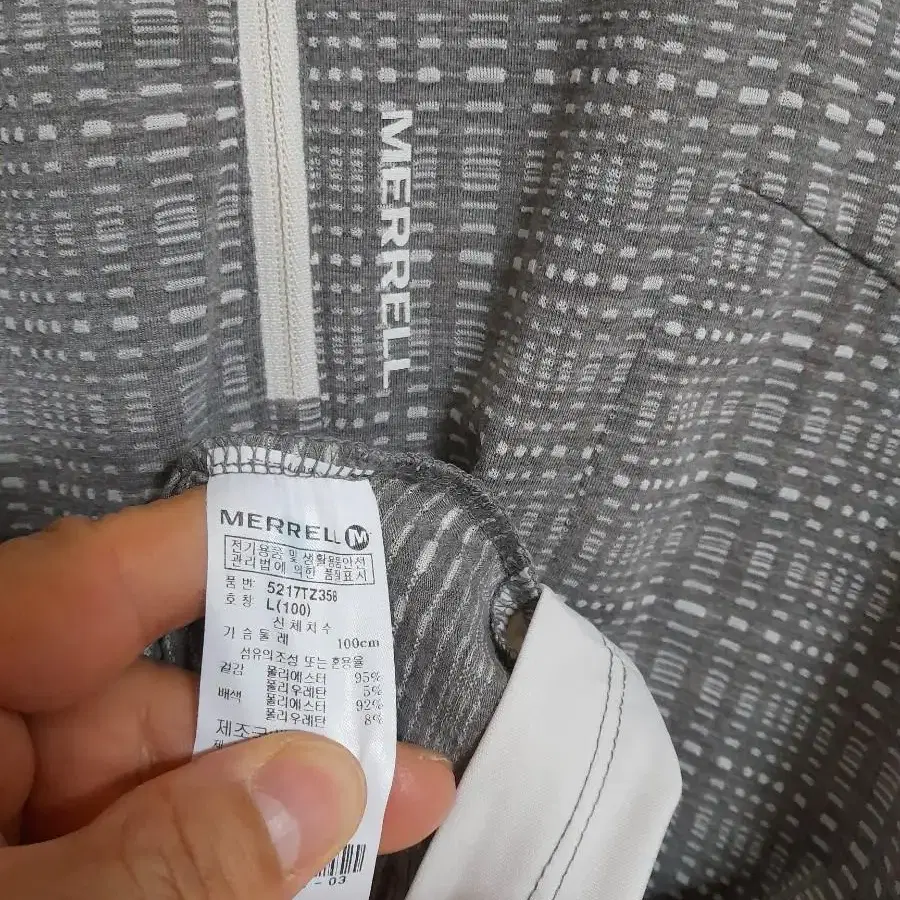 MERRELL
MERRELL M
전기용품 및 생활용품안전
관리법에 의한 품질표시
품 번 5217TZ358
호 칭 L(100)
신체치수
가슴둘레 100cm
섬유의조성 또는 혼용율
겉감 폴리에스터 95%
폴리우레탄 5%
배색 폴리에스터 92%
폴리우레탄 8%
03